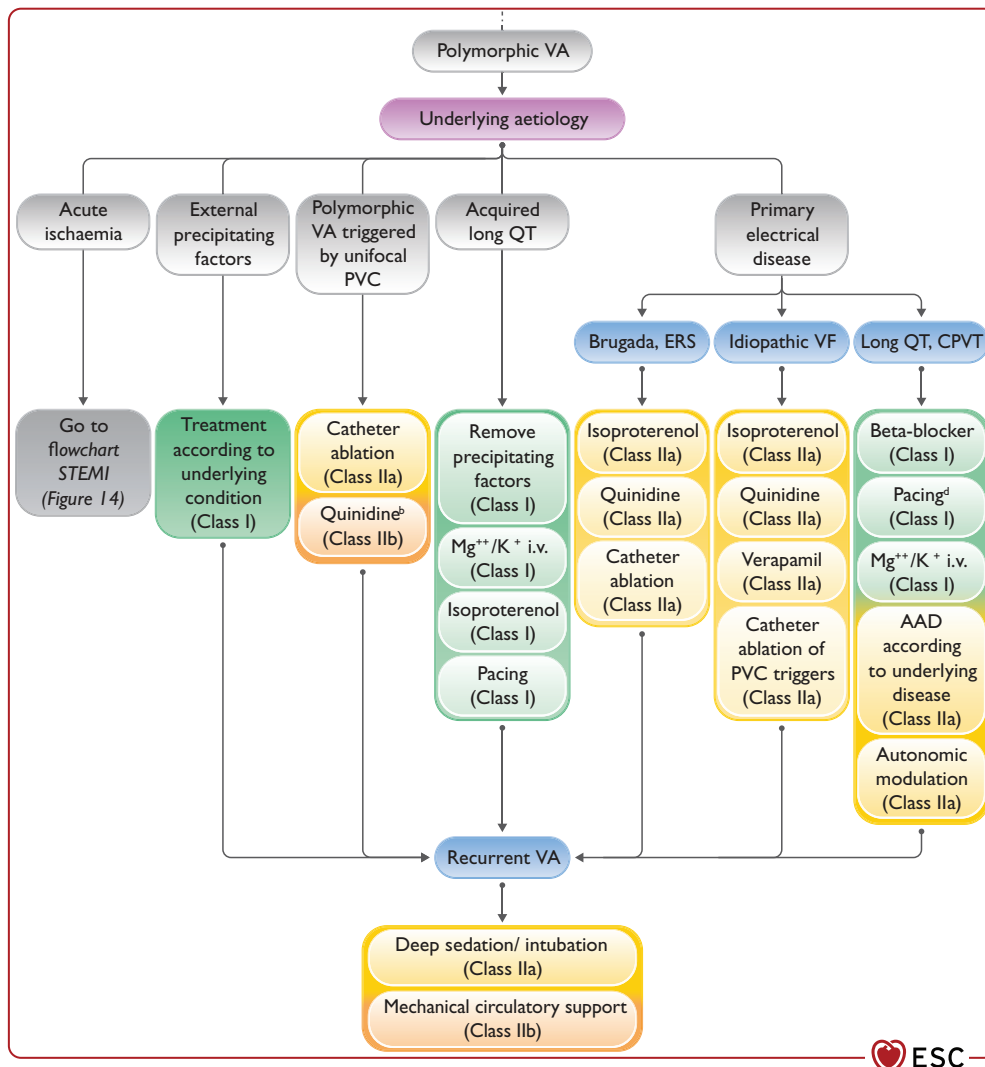 Polymorphic VA
Underlying aetiology
Acute
ischaemia
External
precipitating
factors
Polymorphic
VA triggered
by unifocal
PVC
Acquired
long QT
Primary
electrical
disease
Brugada, ERS
Idiopathic VF
Long QT, CPVT
Go to
flowchart
STEMI
(Figure 14)
Treatment
according to
underlying
condition
(Class I)
Catheter
ablation
(Class IIa)
Quinidineᵇ
(Class IIb)
Remove
precipitating
factors
(Class I)
Mg⁺⁺/K⁺ i.v.
(Class I)
Isoproterenol
(Class I)
Pacing
(Class I)
Isoproterenol
(Class IIa)
Quinidine
(Class IIa)
Catheter
ablation
(Class IIa)
Isoproterenol
(Class IIa)
Quinidine
(Class IIa)
Verapamil
(Class IIa)
Catheter
ablation of
PVC triggers
(Class IIa)
Beta-blocker
(Class I)
Pacingᵈ
(Class I)
Mg⁺⁺/K⁺ i.v.
(Class I)
AAD
according
to underlying
disease
(Class IIa)
Autonomic
modulation
(Class IIa)
Recurrent VA
Deep sedation/ intubation
(Class IIa)
Mechanical circulatory support
(Class IIb)
ESC